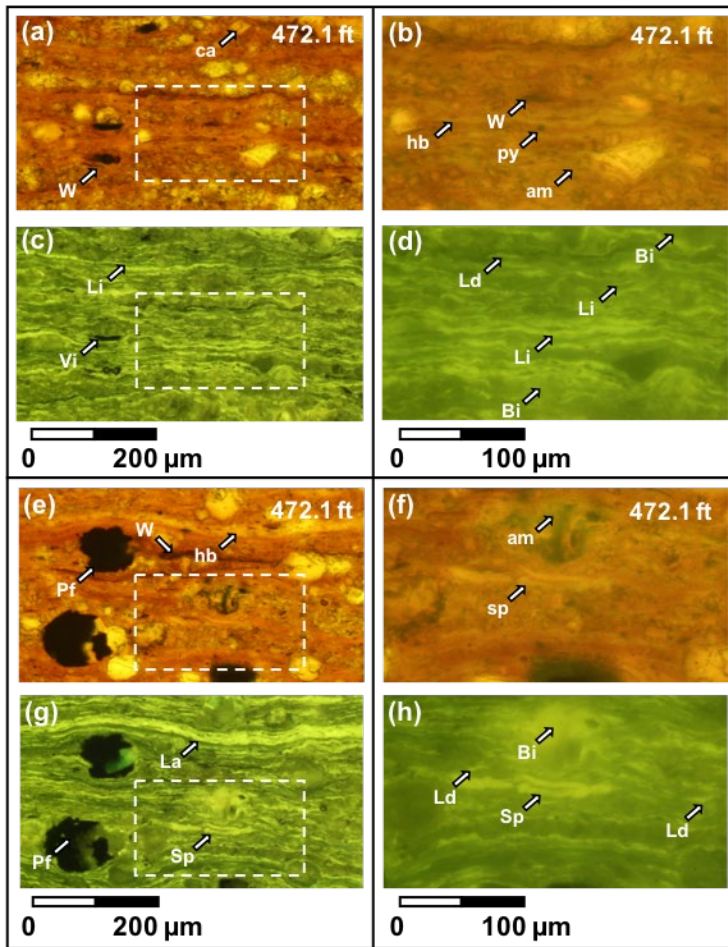 (a) 472.1 ft
ca
W
(b) 472.1 ft
W
hb
py
am
(c)
Li
Vi
(d)
Bi
Ld
Li
Li
Bi
0 200 µm
0 100 µm
(e) 472.1 ft
W
hb
Pf
(f) 472.1 ft
am
sp
(g)
La
Pf
Sp
(h)
Bi
Ld
Sp
Ld
0 200 µm
0 100 µm